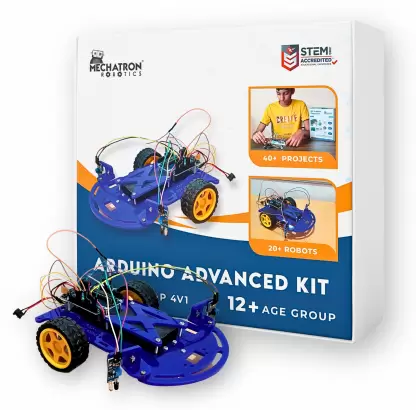 MECHATRON
ROBOTICS
STEM
ACCREDITED
40+ PROJECTS
20+ ROBOTS
ARDUINO ADVANCED KIT
P 4V1
12+ AGE GROUP